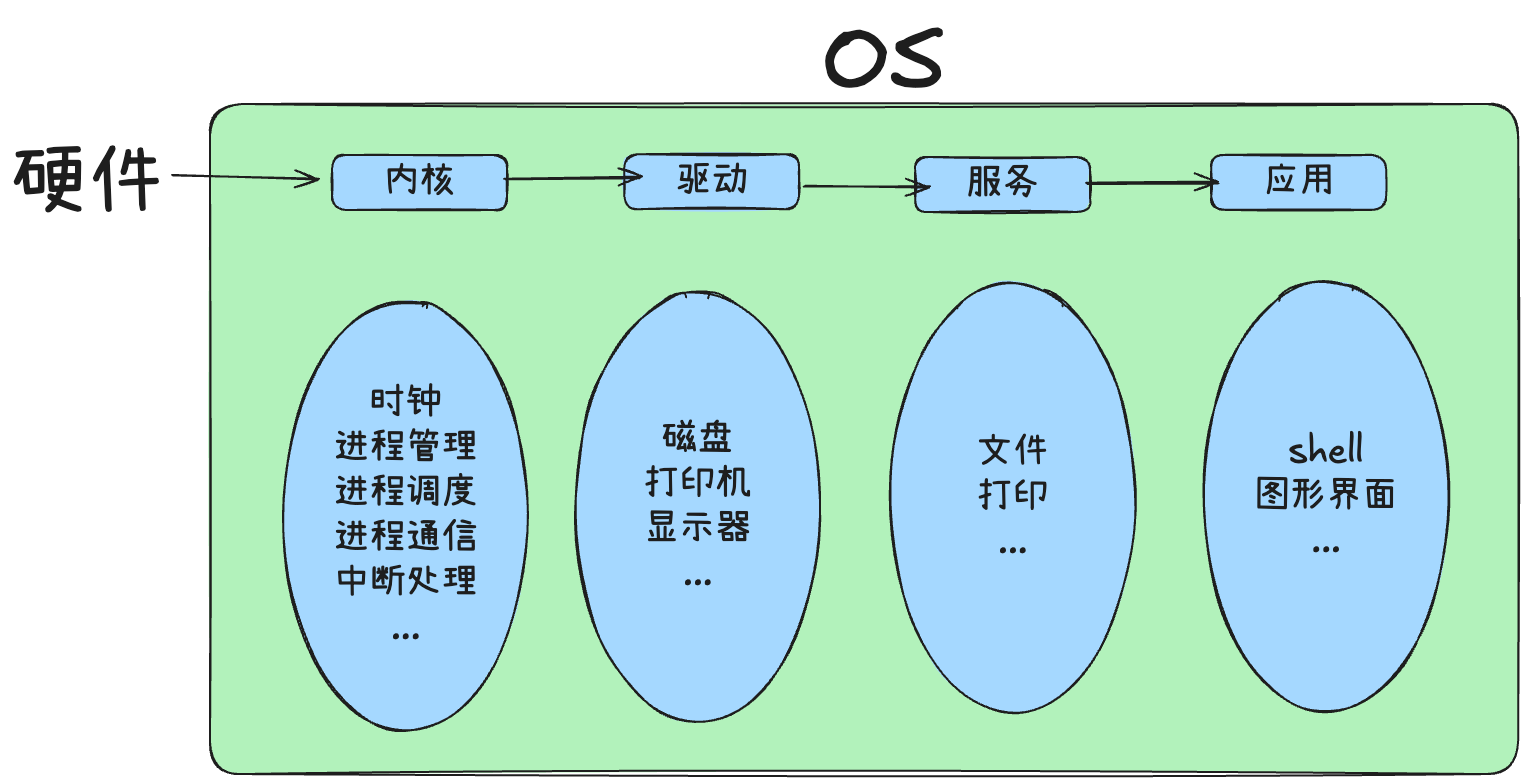 OS
硬件
内核
驱动
服务
应用
时钟
进程管理
进程调度
进程通信
中断处理
...
磁盘
打印机
显示器
...
文件
打印
...
shell
图形界面
...